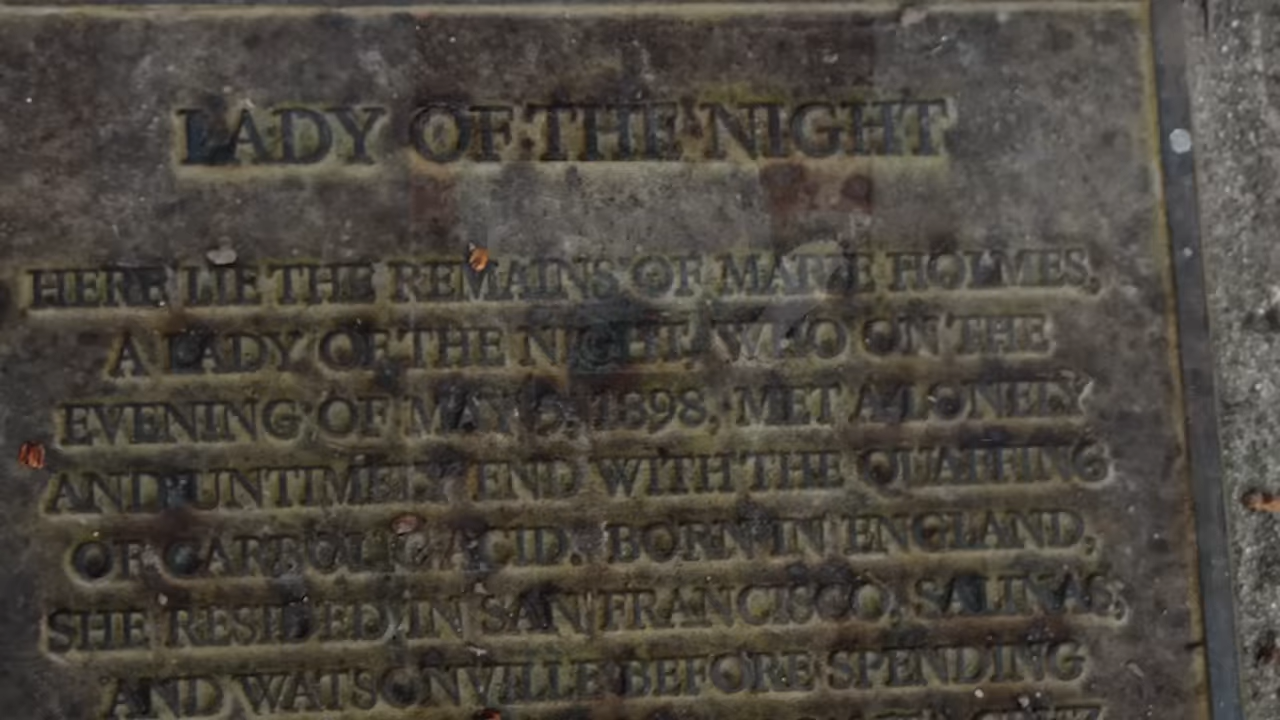 LADY OF THE NIGHT
HERE LIE THE REMAINS OF MARIE HOLMES,
A LADY OF THE NIGHT, WHO ON THE
EVENING OF MAY 1898, MET A LONELY
AND UNTIMELY END WITH THE QUAFFING
OF CARBOLIC ACID. BORN IN ENGLAND,
SHE RESIDED IN SAN FRANCISCO, SALINAS,
AND WATSONVILLE BEFORE SPENDING